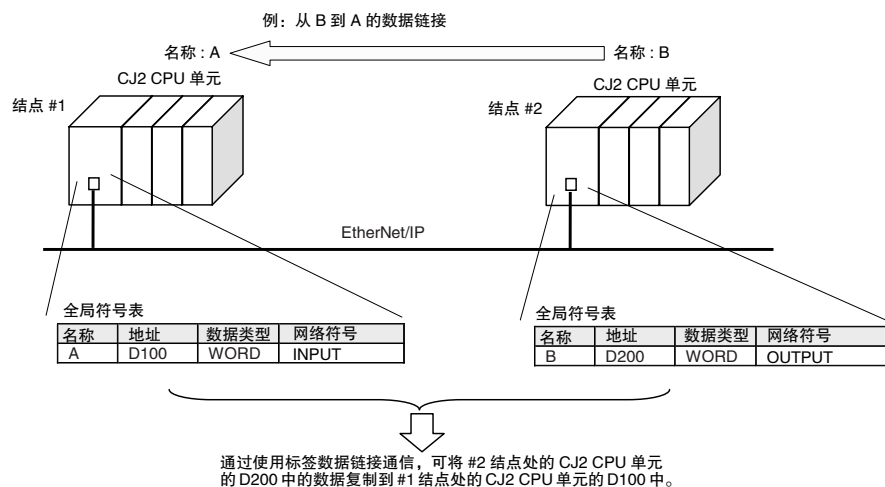 例：从 B 到 A 的数据链接
名称 : A
名称 : B
CJ2 CPU 单元
CJ2 CPU 单元
结点 #1
结点 #2
EtherNet/IP
全局符号表
名称 地址 数据类型 网络符号
A D100 WORD INPUT
全局符号表
名称 地址 数据类型 网络符号
B D200 WORD OUTPUT
通过使用标签数据链接通信，可将 #2 结点处的 CJ2 CPU 单元
的 D200 中的数据复制到 #1 结点处的 CJ2 CPU 单元的 D100 中。